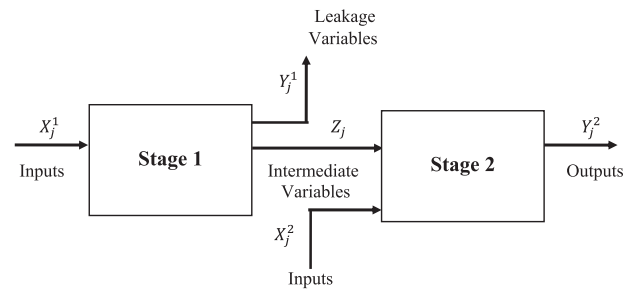 Leakage
Variables
Y_j^1
X_j^1
Inputs
Stage 1
Z_j
Intermediate
Variables
X_j^2
Inputs
Stage 2
Y_j^2
Outputs